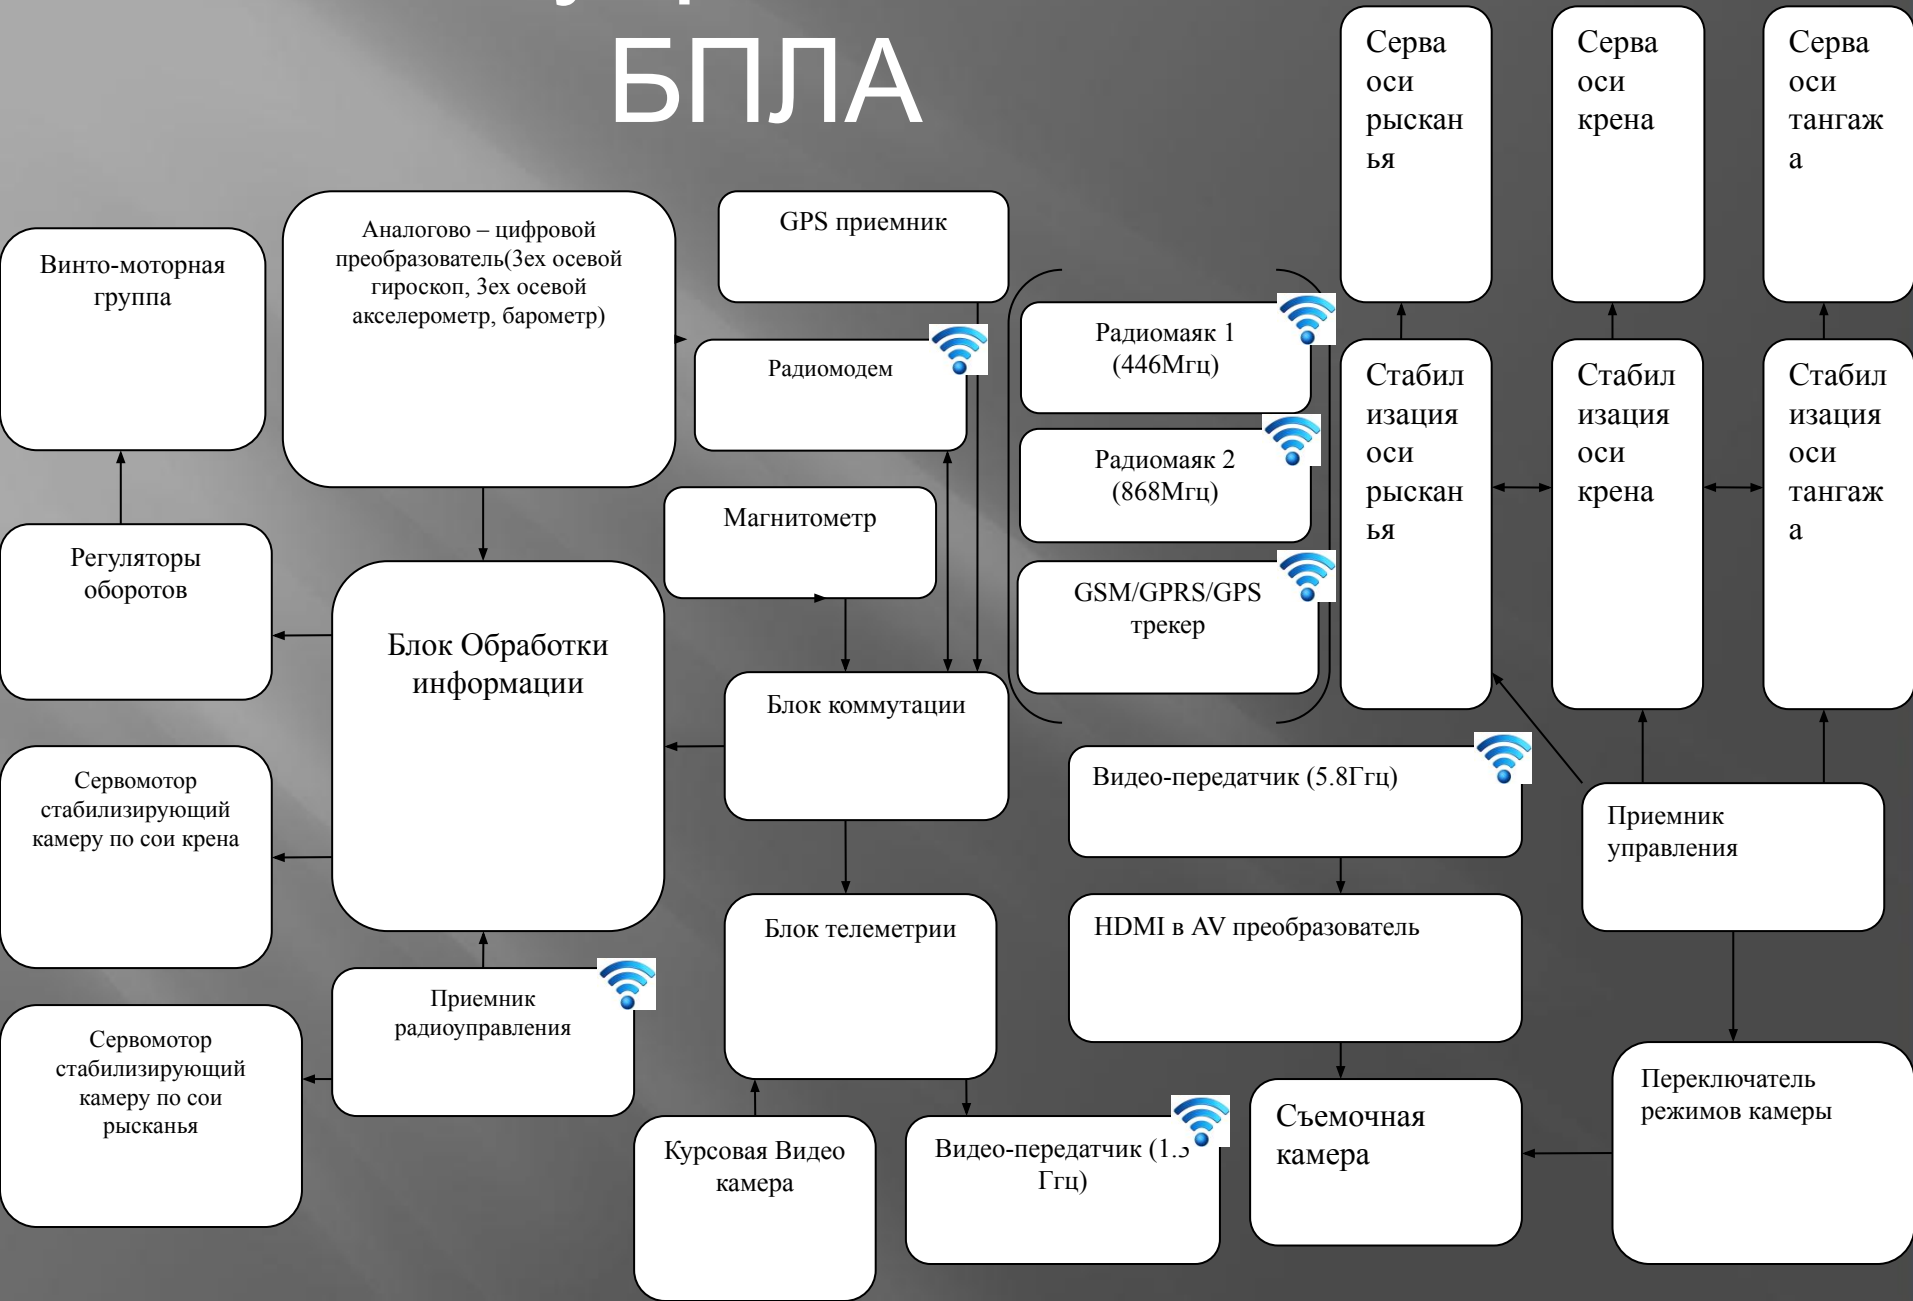 БПЛА
Серва
оси
рыскан
ья
Серва
оси
крена
Серва
оси
тангаж
а
Винто-моторная
группа
Аналогово – цифровой
преобразователь(3ех осевой
гироскоп, 3ех осевой
акселерометр, барометр)
GPS приемник
Радиомодем
Радиомаяк 1
(446Мгц)
Радиомаяк 2
(868Мгц)
GSM/GPRS/GPS
трекер
Стабил
изация
оси
рыскан
ья
Стабил
изация
оси
крена
Стабил
изация
оси
тангаж
а
Магнитометр
Регуляторы
оборотов
Блок Обработки
информации
Блок коммутации
Сервомотор
стабилизирующий
камеру по сои крена
Видео-передатчик (5.8Ггц)
Приемник
управления
Блок телеметрии
HDMI в AV преобразователь
Приемник
радиоуправления
Сервомотор
стабилизирующий
камеру по сои
рысканья
Курсовая Видео
камера
Видео-передатчик
Ггц)
Съемочная
камера
Переключатель
режимов камеры